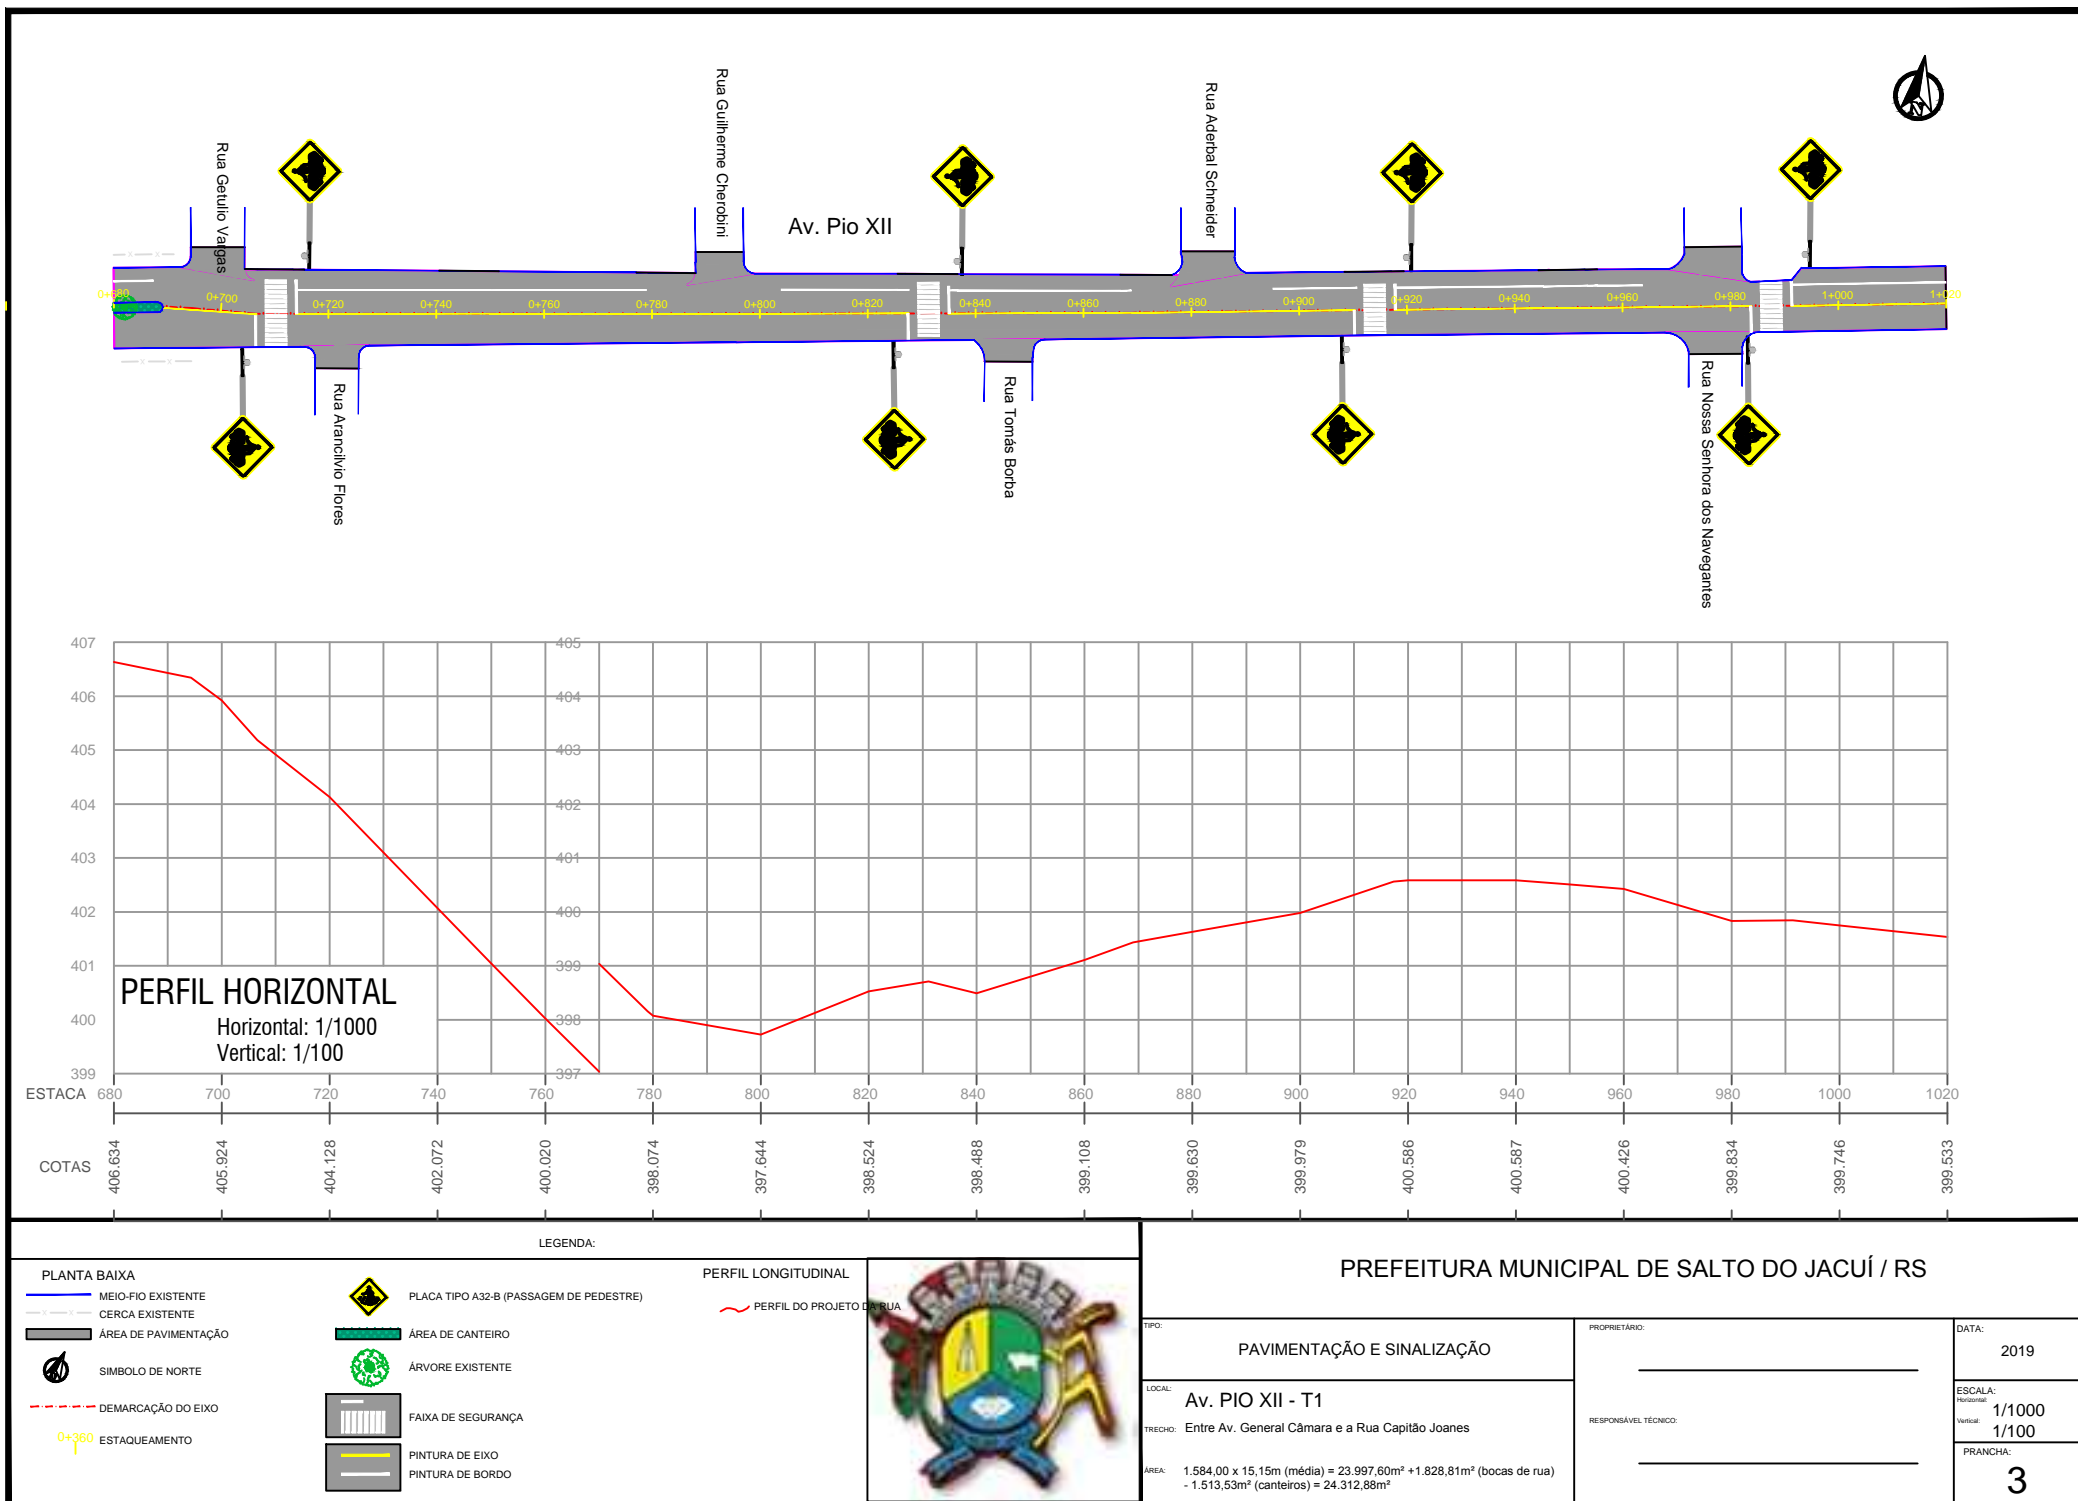 Rua Getulio Vargas
Rua Guilherme Cherobini
Av. Pio XII
Rua Aderbal Schneider
N
0+680
0+700
0+720
0+740
0+760
0+780
0+800
0+820
0+840
0+860
0+880
0+900
0+920
0+940
0+960
0+980
1+000
1+020
Rua Arancilvio Flores
Rua Tomás Borba
Rua Nossa Senhora dos Navegantes
407 405
406 404
405 403
404 402
403 401
402 400
401 399
400 398
399 397
PERFIL HORIZONTAL
Horizontal: 1/1000
Vertical: 1/100
ESTACA 680 700 720 740 760 780 800 820 840 860 880 900 920 940 960 980 1000 1020
COTAS 406.634 405.924 404.128 402.072 400.020 398.074 397.644 398.524 398.488 399.108 399.630 399.979 400.586 400.587 400.426 399.834 399.746 399.533
LEGENDA:
PLANTA BAIXA
MEIO-FIO EXISTENTE
CERCA EXISTENTE
ÁREA DE PAVIMENTAÇÃO
SIMBOLO DE NORTE
DEMARCAÇÃO DO EIXO
0+360 ESTAQUEAMENTO
PLACA TIPO A32-B (PASSAGEM DE PEDESTRE)
ÁREA DE CANTEIRO
ÁRVORE EXISTENTE
FAIXA DE SEGURANÇA
PINTURA DE EIXO
PINTURA DE BORDO
PERFIL LONGITUDINAL
PERFIL DO PROJETO DA RUA
PREFEITURA MUNICIPAL DE SALTO DO JACUÍ / RS
TIPO:
PAVIMENTAÇÃO E SINALIZAÇÃO
LOCAL:
Av. PIO XII - T1
TRECHO: Entre Av. General Câmara e a Rua Capitão Joanes
ÁREA: 1.584,00 x 15,15m (média) = 23.997,60m² +1.828,81m² (bocas de rua)
- 1.513,53m² (canteiros) = 24.312,88m²
PROPRIETÁRIO:
RESPONSÁVEL TÉCNICO:
DATA:
2019
ESCALA:
Horizontal: 1/1000
Vertical: 1/100
PRANCHA:
3